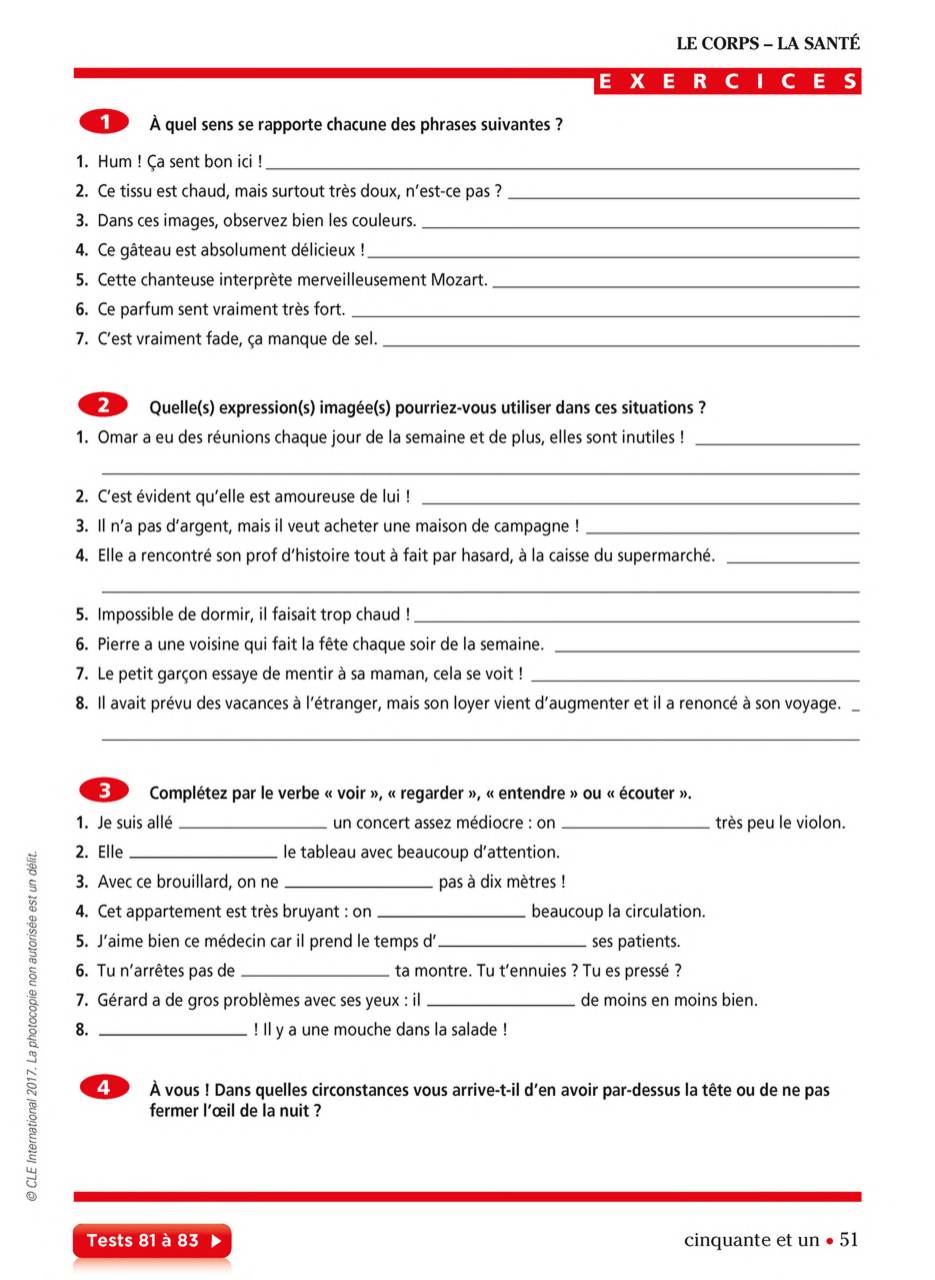 LE CORPS – LA SANTÉ
EXERCICES
1 À quel sens se rapporte chacune des phrases suivantes ?
1. Hum ! Ça sent bon ici !
2. Ce tissu est chaud, mais surtout très doux, n’est-ce pas ?
3. Dans ces images, observez bien les couleurs.
4. Ce gâteau est absolument délicieux !
5. Cette chanteuse interprète merveilleusement Mozart.
6. Ce parfum sent vraiment très fort.
7. C’est vraiment fade, ça manque de sel.
2 Quelle(s) expression(s) imagée(s) pourriez-vous utiliser dans ces situations ?
1. Omar a eu des réunions chaque jour de la semaine et de plus, elles sont inutiles !
2. C’est évident qu’elle est amoureuse de lui !
3. Il n’a pas d’argent, mais il veut acheter une maison de campagne !
4. Elle a rencontré son prof d’histoire tout à fait par hasard, à la caisse du supermarché.
5. Impossible de dormir, il faisait trop chaud !
6. Pierre a une voisine qui fait la fête chaque soir de la semaine.
7. Le petit garçon essaye de mentir à sa maman, cela se voit !
8. Il avait prévu des vacances à l’étranger, mais son loyer vient d’augmenter et il a renoncé à son voyage.
3 Complétez par le verbe « voir », « regarder », « entendre » ou « écouter ».
1. Je suis allé ______ un concert assez médiocre : on ______ très peu le violon.
2. Elle ______ le tableau avec beaucoup d’attention.
3. Avec ce brouillard, on ne ______ pas à dix mètres !
4. Cet appartement est très bruyant : on ______ beaucoup la circulation.
5. J’aime bien ce médecin car il prend le temps d’______ ses patients.
6. Tu n’arrêtes pas de ______ ta montre. Tu t’ennuies ? Tu es pressé ?
7. Gérard a de gros problèmes avec ses yeux : il ______ de moins en moins bien.
8. ______ ! Il y a une mouche dans la salade !
4 À vous ! Dans quelles circonstances vous arrive-t-il d’en avoir par-dessus la tête ou de ne pas
fermer l’œil de la nuit ?
© CLE International 2017. La photocopie non autorisée est un délit.
Tests 81 à 83
cinquante et un • 51